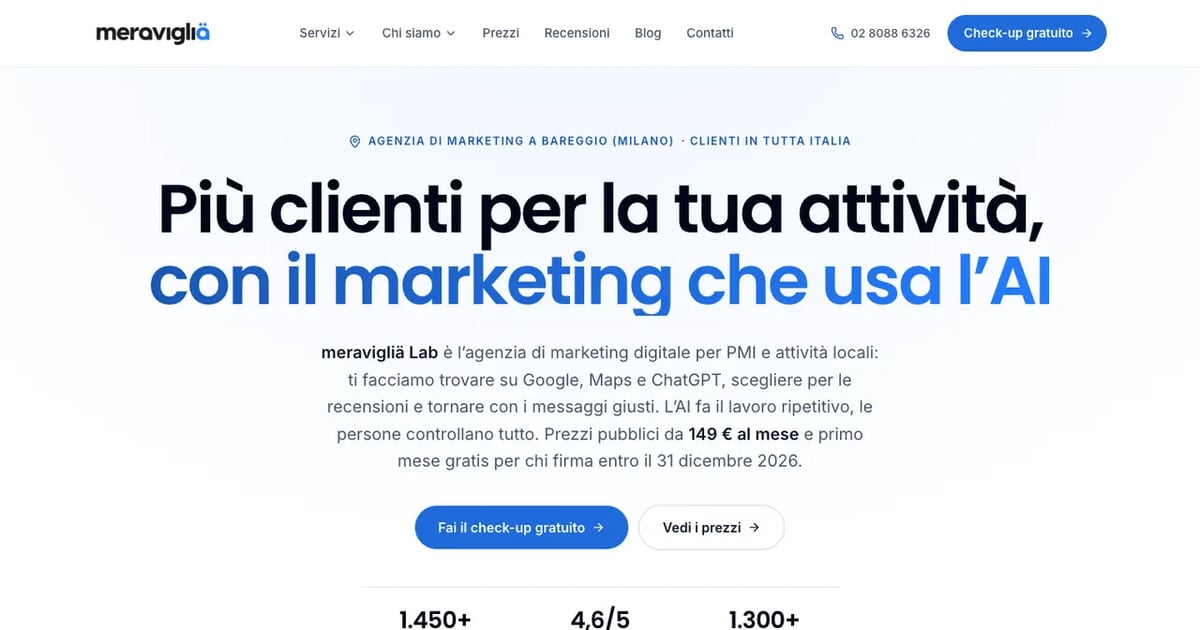 meravigliä
Servizi
Chi siamo
Prezzi
Recensioni
Blog
Contatti
02 8088 6326
Check-up gratuito →
AGENZIA DI MARKETING A BAREGGIO (MILANO) · CLIENTI IN TUTTA ITALIA
Più clienti per la tua attività,
con il marketing che usa l’AI
meravigliä Lab è l’agenzia di marketing digitale per PMI e attività locali:
ti facciamo trovare su Google, Maps e ChatGPT, scegliere per le
recensioni e tornare con i messaggi giusti. L’AI fa il lavoro ripetitivo, le
persone controllano tutto. Prezzi pubblici da 149 € al mese e primo
mese gratis per chi firma entro il 31 dicembre 2026.
Fai il check-up gratuito →
Vedi i prezzi →
1.450+
4,6/5
1.300+